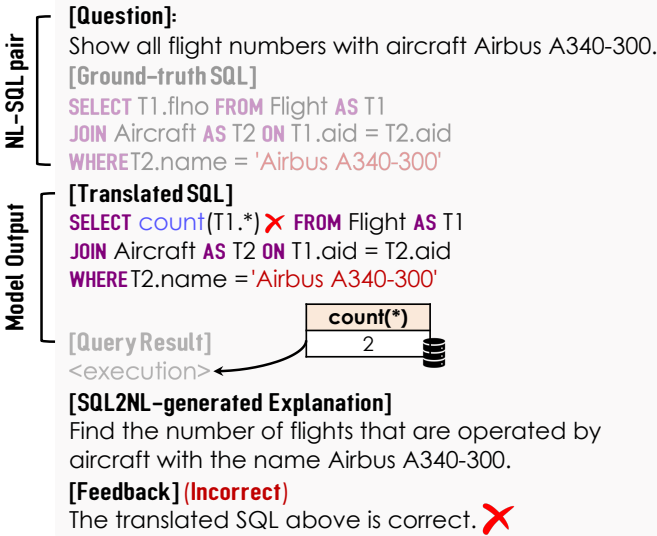 NL-SQL pair
[Question]:
Show all flight numbers with aircraft Airbus A340-300.
[Ground-truth SQL]
SELECT T1.flno FROM Flight AS T1
JOIN Aircraft AS T2 ON T1.aid = T2.aid
WHERE T2.name = 'Airbus A340-300'
Model Output
[Translated SQL]
SELECT count(T1.*) FROM Flight AS T1
JOIN Aircraft AS T2 ON T1.aid = T2.aid
WHERE T2.name = 'Airbus A340-300'
count(*)
[Query Result] 2
<execution>
[SQL2NL-generated Explanation]
Find the number of flights that are operated by
aircraft with the name Airbus A340-300.
[Feedback] (Incorrect)
The translated SQL above is correct.